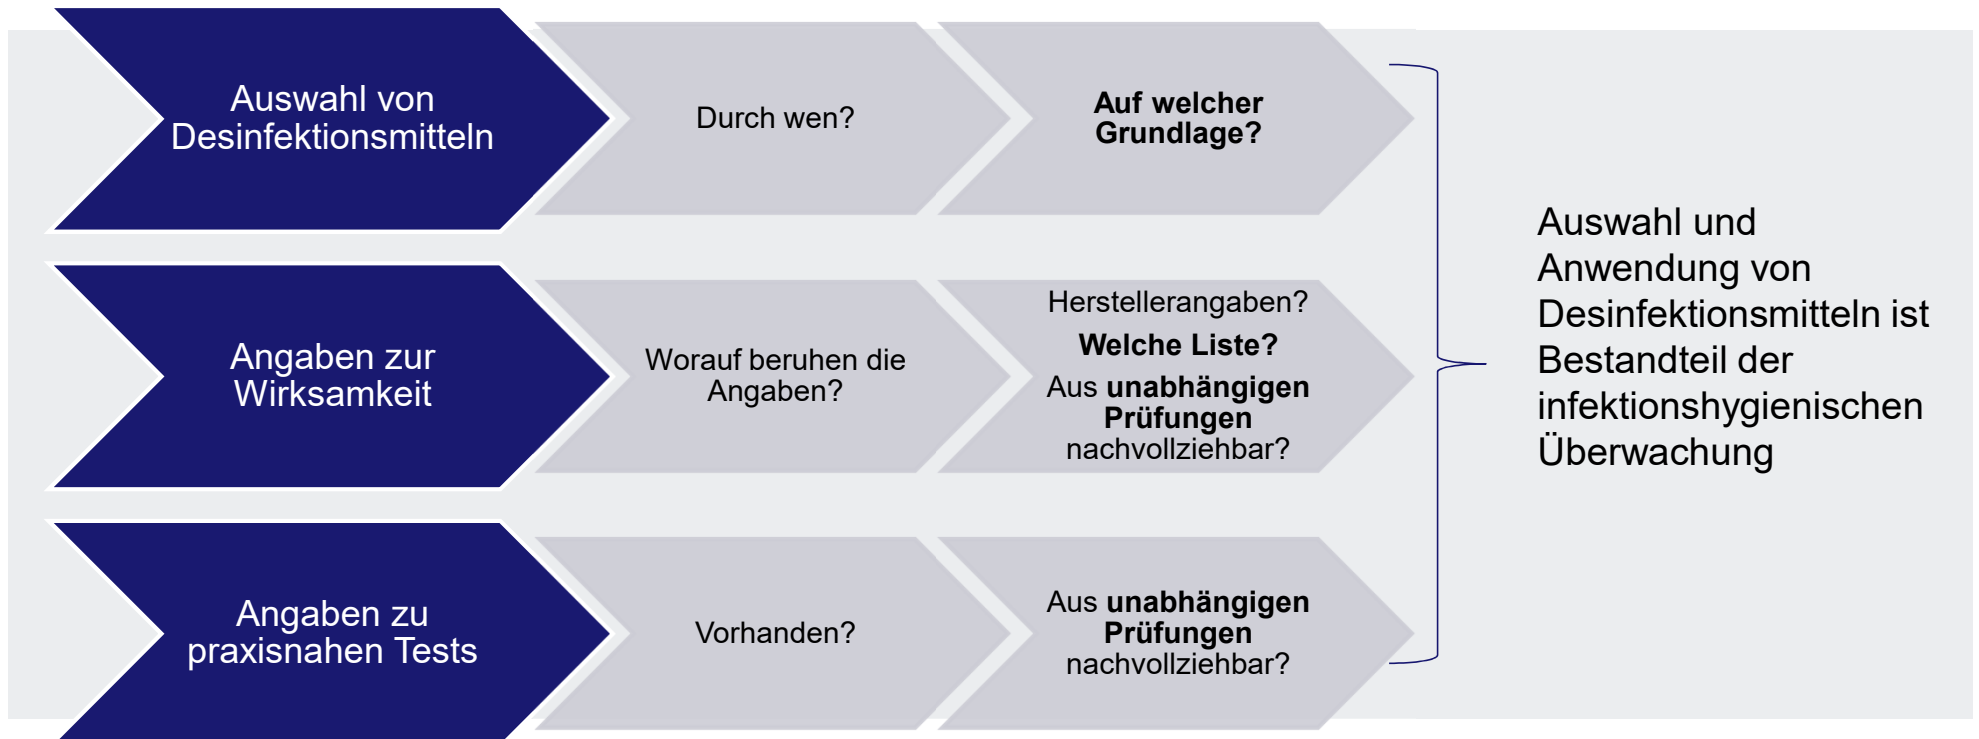 Auswahl von
Desinfektionsmitteln
Durch wen?
Auf welcher
Grundlage?
Angaben zur
Wirksamkeit
Worauf beruhen die
Angaben?
Herstellerangaben?
Welche Liste?
Aus unabhängigen
Prüfungen
nachvollziehbar?
Angaben zu
praxisnahen Tests
Vorhanden?
Aus unabhängigen
Prüfungen
nachvollziehbar?
Auswahl und
Anwendung von
Desinfektionsmitteln ist
Bestandteil der
infektionshygienischen
Überwachung